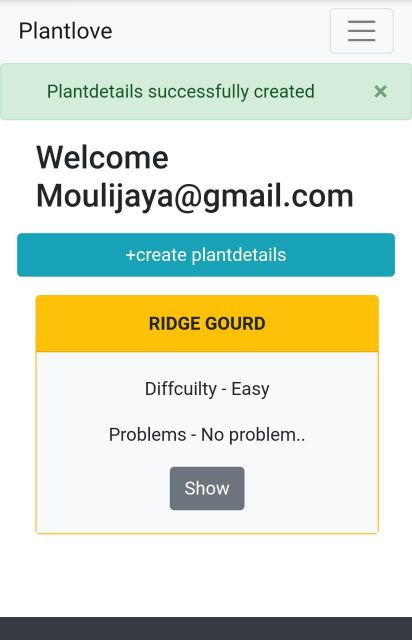 Plantlove
Plantdetails successfully created ×
Welcome
Moulijaya@gmail.com
+create plantdetails
RIDGE GOURD
Diffcuilty - Easy
Problems - No problem..
Show